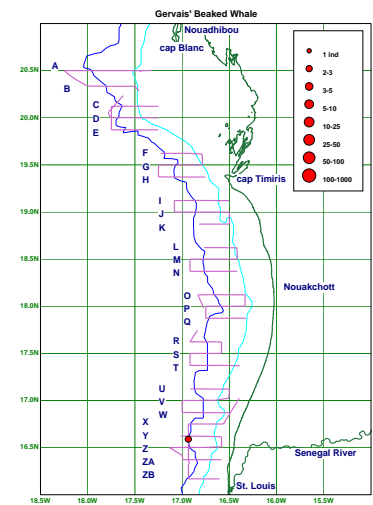 Gervais' Beaked Whale
Nouadhibou
cap Blanc
1 ind
2-3
3-5
5-10
10-25
25-50
50-100
100-1000
20.5N
20.0N
19.5N
19.0N
18.5N
18.0N
17.5N
17.0N
16.5N
A
B
C
D
E
F
G
H
I
J
K
L
M
N
O
P
Q
R
S
T
U
V
W
X
Y
Z
ZA
ZB
cap Timiris
Nouakchott
Senegal River
St. Louis
18.5W 18.0W 17.5W 17.0W 16.5W 16.0W 15.5W